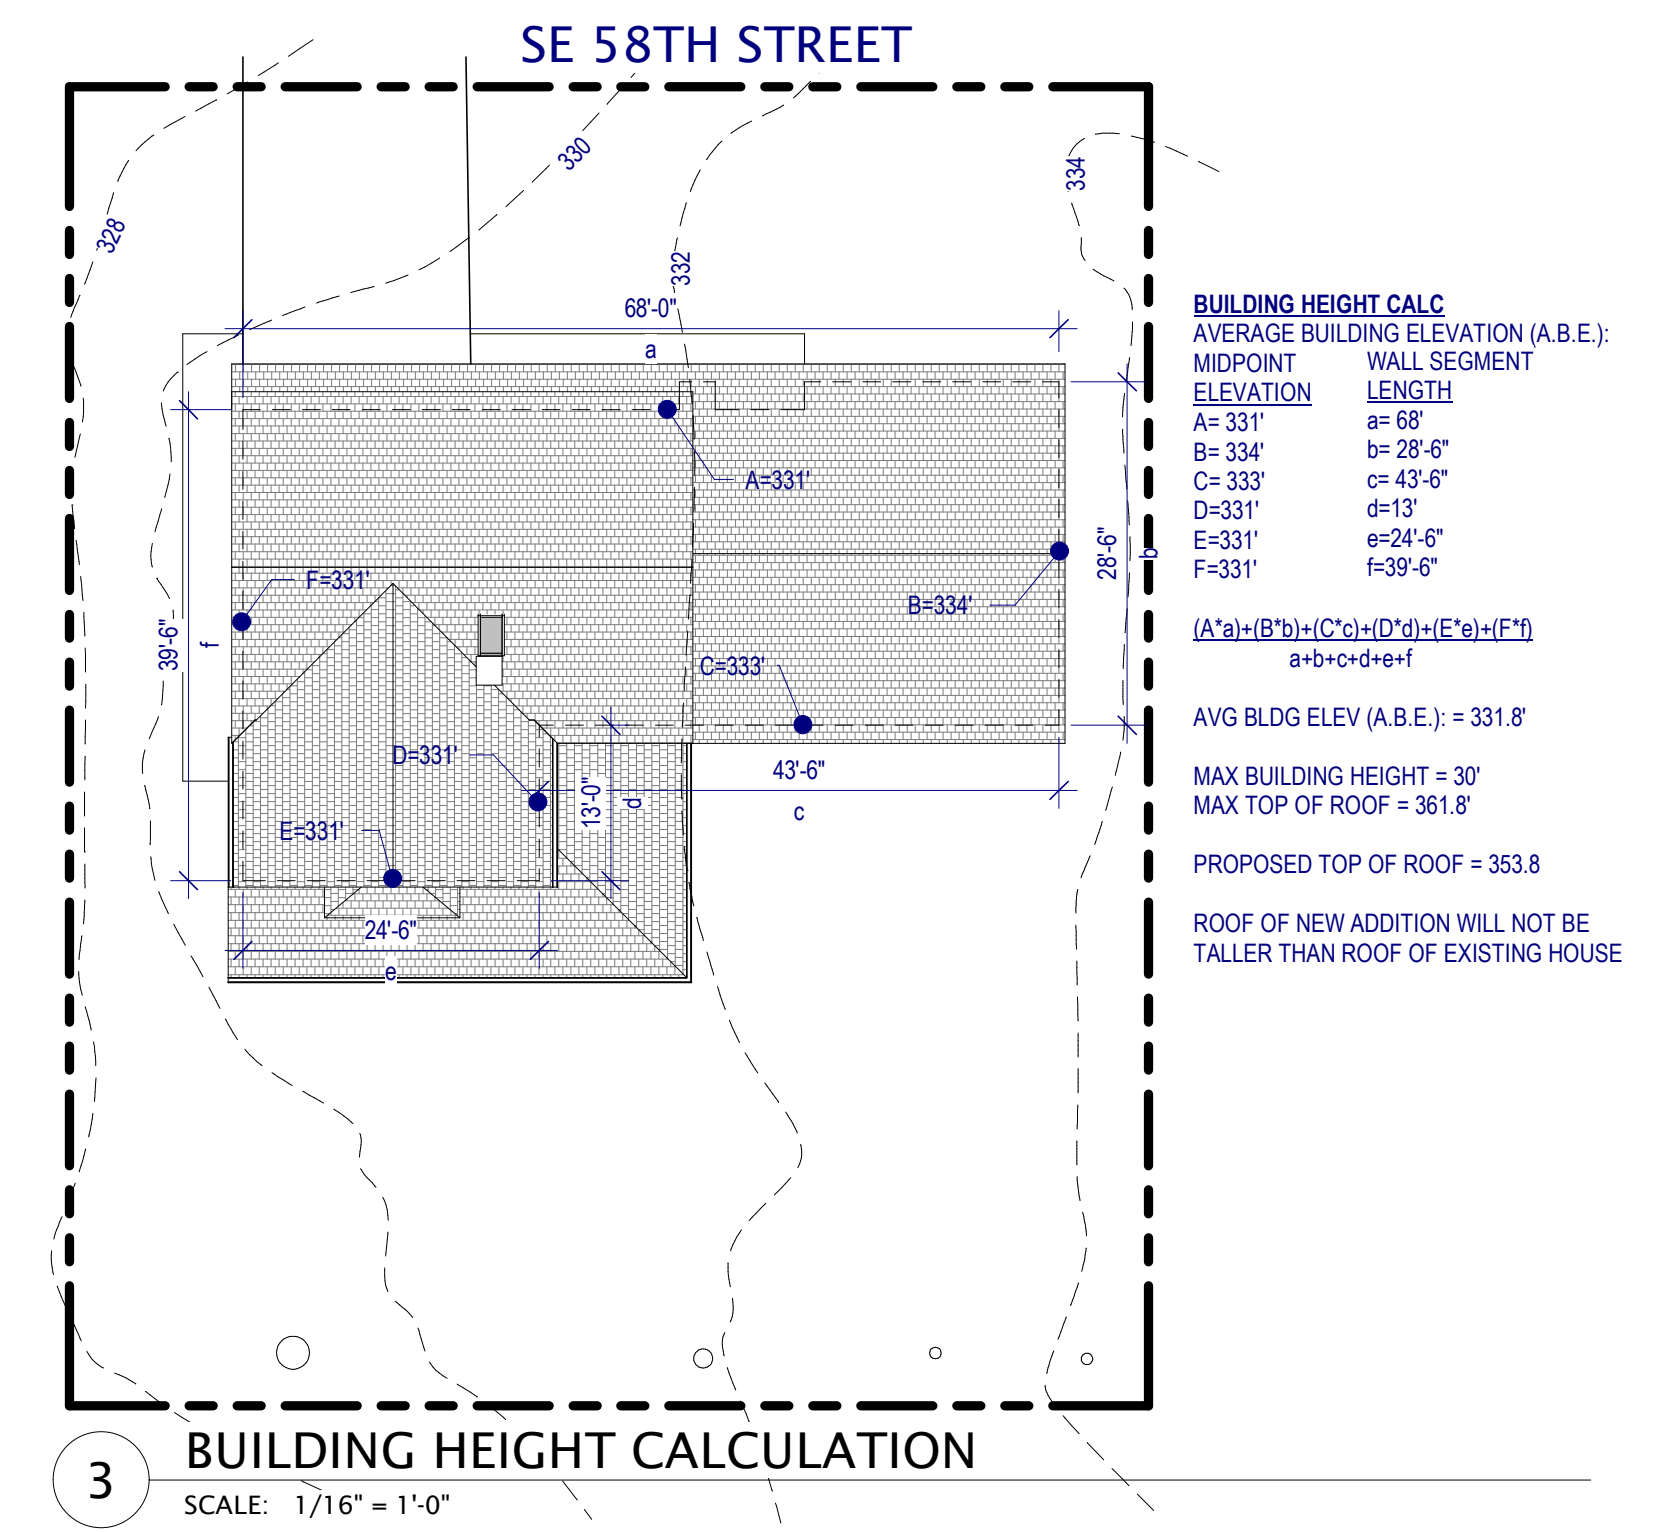 SE 58TH STREET
328
330
332
334
68'-0"
a
A=331'
F=331'
39'-6"
f
28'-6"
b
B=334'
C=333'
D=331'
43'-6"
c
13'-0"
d
E=331'
24'-6"
e
BUILDING HEIGHT CALC
AVERAGE BUILDING ELEVATION (A.B.E.):
MIDPOINT WALL SEGMENT
ELEVATION LENGTH
A= 331' a= 68'
B= 334' b= 28'-6"
C= 333' c= 43'-6"
D=331' d=13'
E=331' e=24'-6"
F=331' f=39'-6"
(A*a)+(B*b)+(C*c)+(D*d)+(E*e)+(F*f)
a+b+c+d+e+f
AVG BLDG ELEV (A.B.E.): = 331.8'
MAX BUILDING HEIGHT = 30'
MAX TOP OF ROOF = 361.8'
PROPOSED TOP OF ROOF = 353.8
ROOF OF NEW ADDITION WILL NOT BE
TALLER THAN ROOF OF EXISTING HOUSE
3
BUILDING HEIGHT CALCULATION
SCALE: 1/16" = 1'-0"